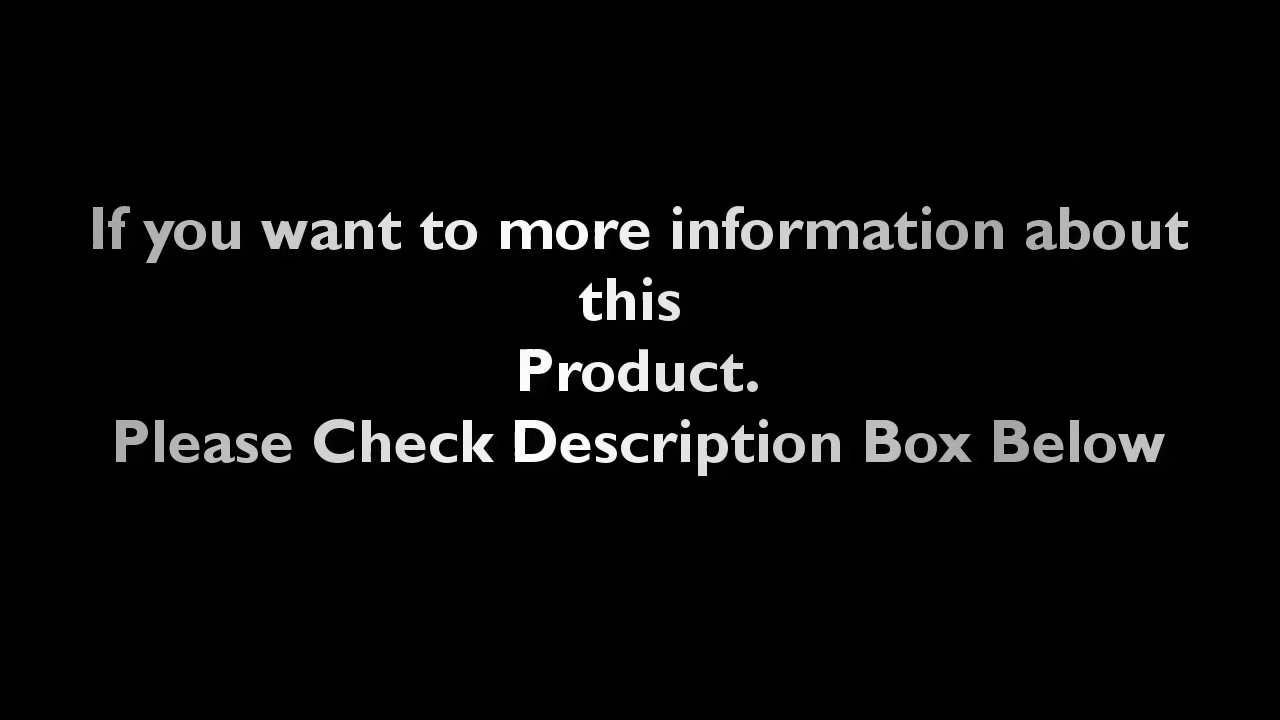 If you want to more information about
this
Product.
Please Check Description Box Below